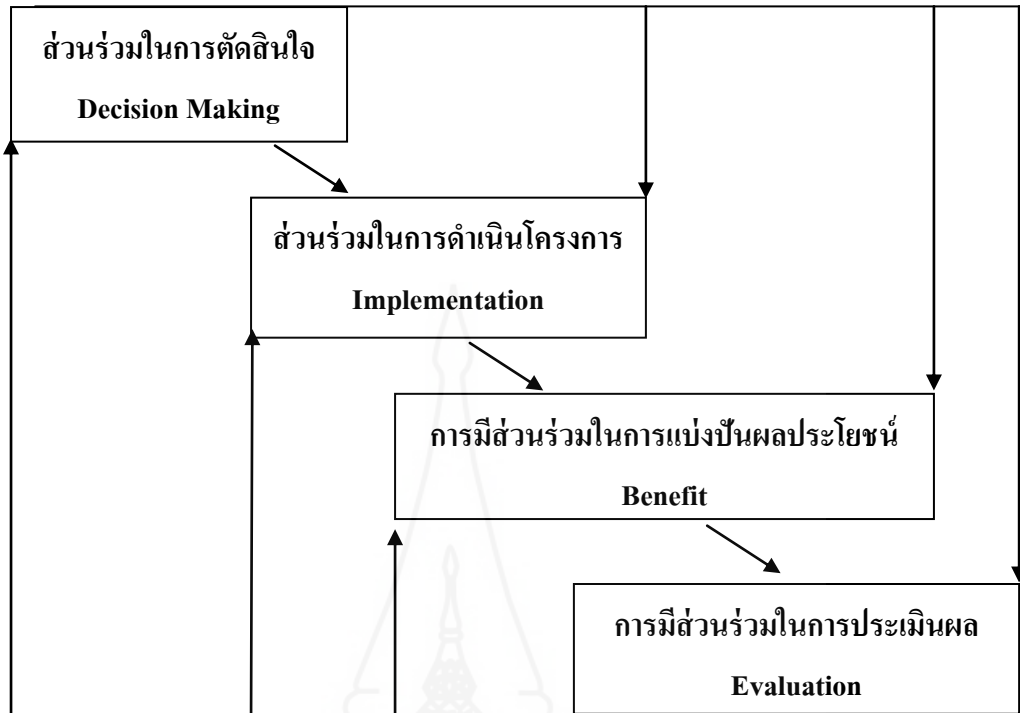 ส่วนร่วมในการตัดสินใจ
Decision Making
ส่วนร่วมในการดำเนินโครงการ
Implementation
การมีส่วนร่วมในการแบ่งปันผลประโยชน์
Benefit
การมีส่วนร่วมในการประเมินผล
Evaluation